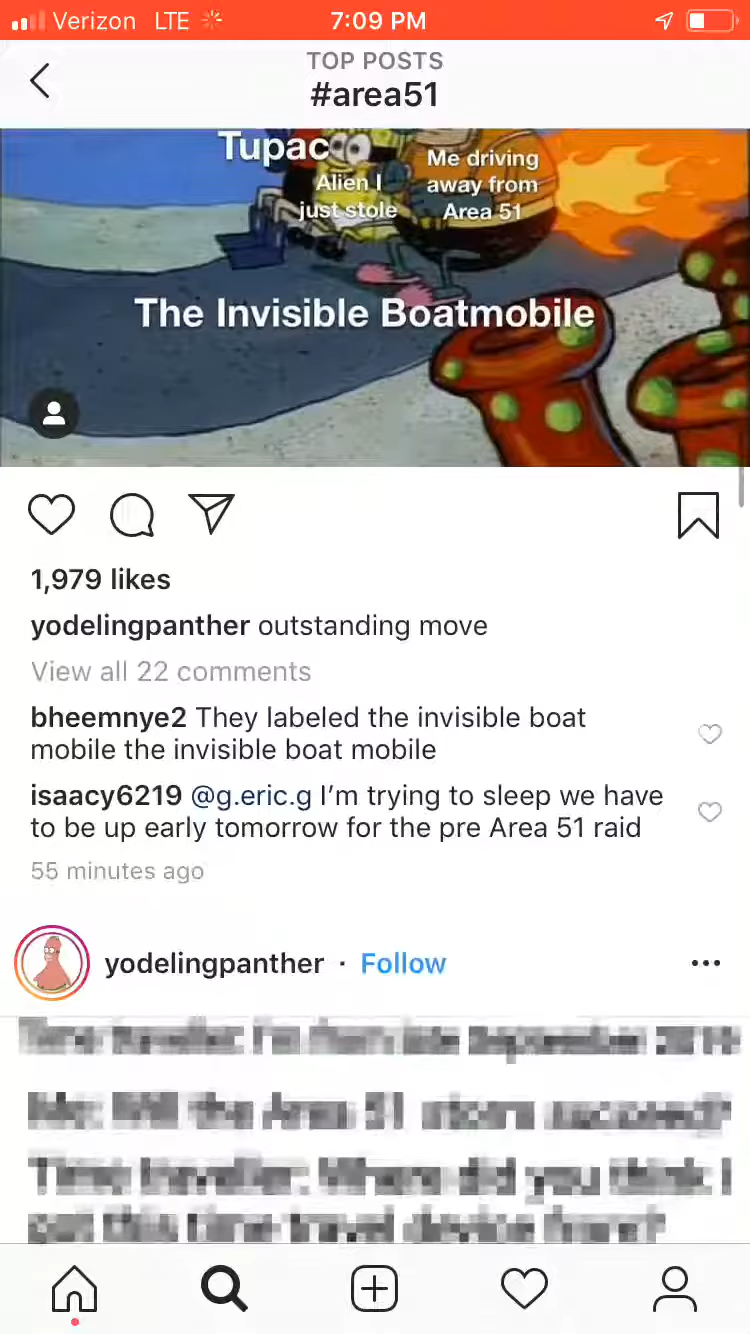 Verizon LTE 7:09 PM
TOP POSTS
#area51
Tupac
Alien I
just stole
Me driving
away from
Area 51
The Invisible Boatmobile
1,979 likes
yodelingpanther outstanding move
View all 22 comments
bheemnye2 They labeled the invisible boat
mobile the invisible boat mobile
isaacy6219 @g.eric.g I'm trying to sleep we have
to be up early tomorrow for the pre Area 51 raid
55 minutes ago
yodelingpanther · Follow